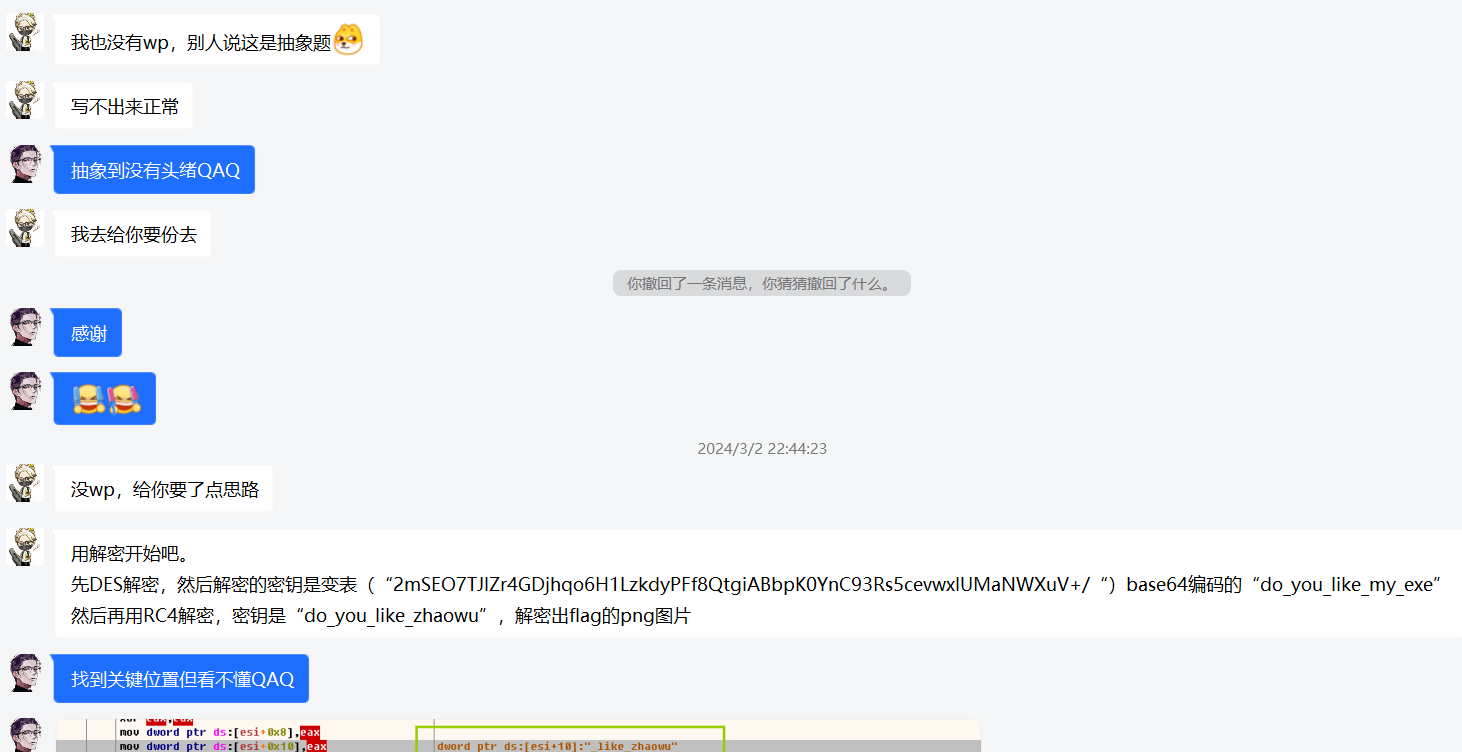 我也没有wp，别人说这是抽象题
写不出来正常
抽象到没有头绪QAQ
我去给你要份去
你撤回了一条消息，你猜猜撤回了什么。
感谢
2024/3/2 22:44:23
没wp，给你要了点思路
用解密开始吧。
先DES解密，然后解密的密钥是变表（“2mSEO7TJlZr4GDjhqo6H1LzkdyPFf8QtgiABbpK0YnC93Rs5cevwxIUMaNWXuV+/“）base64编码的“do_you_like_my_exe”
然后再用RC4解密，密钥是“do_you_like_zhaowu”，解密出flag的png图片
找到关键位置但看不懂QAQ
xor eax,eax
mov dword ptr ds:[esi+0x8],eax
mov dword ptr ds:[esi+0x10],eax dword ptr ds:[esi+10]:"_like_zhaowu"